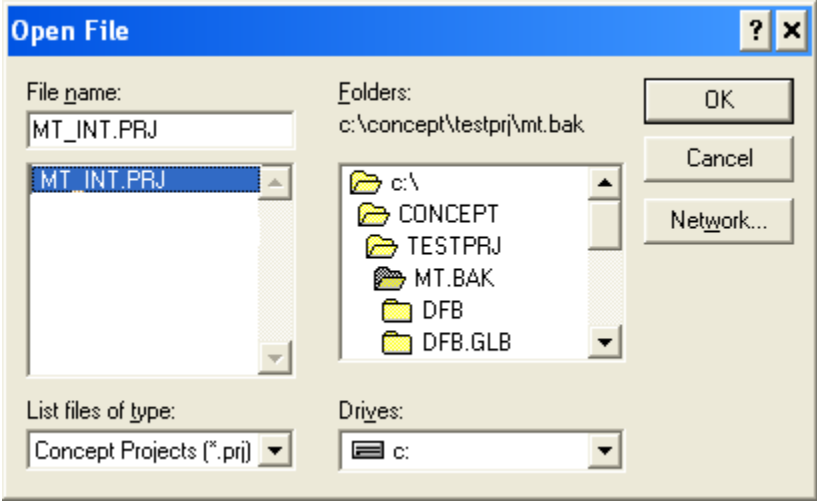 Open File
File name:
MT_INT.PRJ
MT_INT.PRJ
List files of type:
Concept Projects (*.prj)
Folders:
c:\concept\testprj\mt.bak
c:\
CONCEPT
TESTPRJ
MT.BAK
DFB
DFB.GLB
Drives:
c:
OK
Cancel
Network...